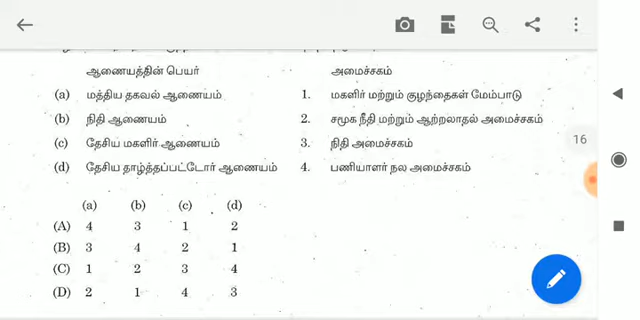 ஆணையத்தின் பெயர் அமைச்சகம்
(a) மத்திய தகவல் ஆணையம் 1. மகளிர் மற்றும் குழந்தைகள் மேம்பாடு
(b) நிதி ஆணையம் 2. சமூக நீதி மற்றும் ஆற்றலாதல் அமைச்சகம்
(c) தேசிய மகளிர் ஆணையம் 3. நிதி அமைச்சகம்
16
(d) தேசிய தாழ்த்தப்பட்டோர் ஆணையம் 4. பணியாளர் நல அமைச்சகம்
(a) (b) (c) (d)
(A) 4 3 1 2
(B) 3 4 2 1
(C) 1 2 3 4
(D) 2 1 4 3